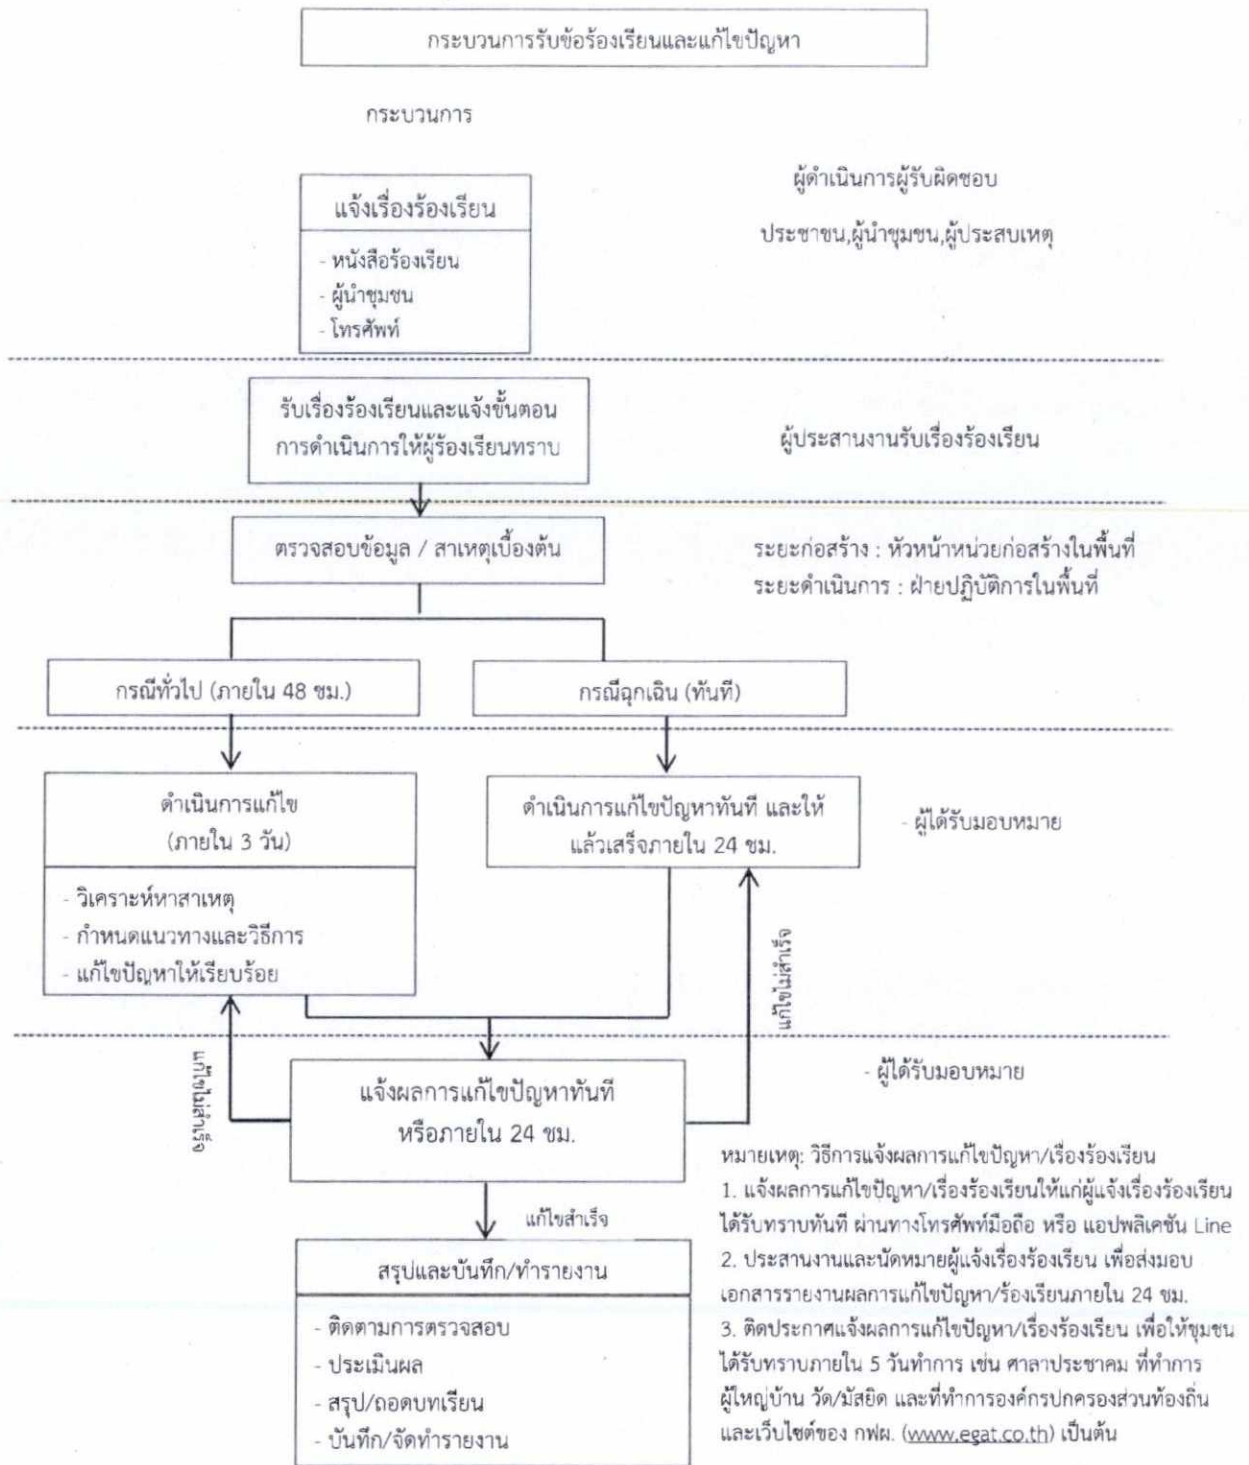 กระบวนการรับข้อร้องเรียนและแก้ไขปัญหา
กระบวนการ
ผู้ดำเนินการผู้รับผิดชอบ
แจ้งเรื่องร้องเรียน
- หนังสือร้องเรียน
- ผู้นำชุมชน
- โทรศัพท์
ประชาชน,ผู้นำชุมชน,ผู้ประสบเหตุ
รับเรื่องร้องเรียนและแจ้งขั้นตอน
การดำเนินการให้ผู้ร้องเรียนทราบ
ผู้ประสานงานรับเรื่องร้องเรียน
ตรวจสอบข้อมูล / สาเหตุเบื้องต้น
ระยะก่อสร้าง : หัวหน้าหน่วยก่อสร้างในพื้นที่
ระยะดำเนินการ : ฝ่ายปฏิบัติการในพื้นที่
กรณีทั่วไป (ภายใน 48 ชม.)
กรณีฉุกเฉิน (ทันที)
ดำเนินการแก้ไข
(ภายใน 3 วัน)
- วิเคราะห์หาสาเหตุ
- กำหนดแนวทางและวิธีการ
- แก้ไขปัญหาให้เรียบร้อย
ดำเนินการแก้ไขปัญหาทันที และให้
แล้วเสร็จภายใน 24 ชม.
- ผู้ได้รับมอบหมาย
แก้ไขไม่สำเร็จ
แก้ไขไม่สำเร็จ
แจ้งผลการแก้ไขปัญหาทันที
หรือภายใน 24 ชม.
- ผู้ได้รับมอบหมาย
แก้ไขสำเร็จ
สรุปและบันทึก/ทำรายงาน
- ติดตามการตรวจสอบ
- ประเมินผล
- สรุป/ถอดบทเรียน
- บันทึก/จัดทำรายงาน
หมายเหตุ: วิธีการแจ้งผลการแก้ไขปัญหา/เรื่องร้องเรียน
1. แจ้งผลการแก้ไขปัญหา/เรื่องร้องเรียนให้แก่ผู้แจ้งเรื่องร้องเรียน
ได้รับทราบทันที ผ่านทางโทรศัพท์มือถือ หรือ แอปพลิเคชัน Line
2. ประสานงานและนัดหมายผู้แจ้งเรื่องร้องเรียน เพื่อส่งมอบ
เอกสารรายงานผลการแก้ไขปัญหา/ร้องเรียนภายใน 24 ชม.
3. ติดประกาศแจ้งผลการแก้ไขปัญหา/เรื่องร้องเรียน เพื่อให้ชุมชน
ได้รับทราบภายใน 5 วันทำการ เช่น ศาลาประชาคม ที่ทำการ
ผู้ใหญ่บ้าน วัด/มัสยิด และที่ทำการองค์กรปกครองส่วนท้องถิ่น
และเว็บไซต์ของ กฟผ. (www.egat.co.th) เป็นต้น